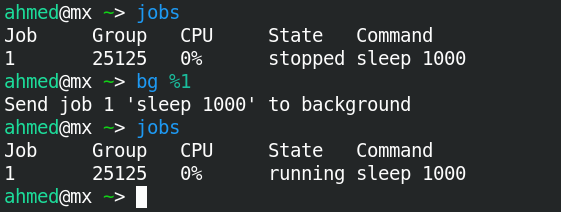 ahmed@mx ~> jobs
Job     Group   CPU     State   Command
1       25125   0%      stopped sleep 1000
ahmed@mx ~> bg %1
Send job 1 'sleep 1000' to background
ahmed@mx ~> jobs
Job     Group   CPU     State   Command
1       25125   0%      running sleep 1000
ahmed@mx ~>